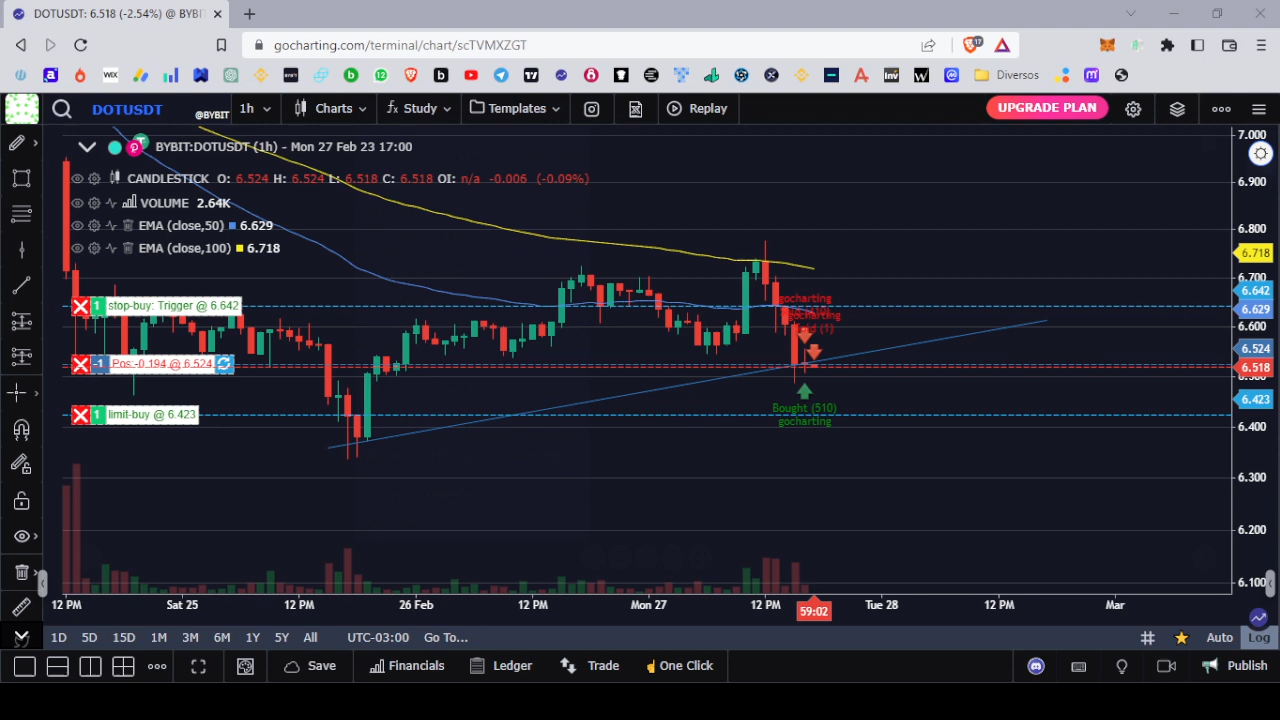 DOTUSDT: 6.518 (-2.54%) @ BYBI
gocharting.com/terminal/chart/scTVMXZGT
17
Diversos
DOTUSDT @BYBIT 1h Charts Study Templates Replay UPGRADE PLAN
BYBIT:DOTUSDT (1h) - Mon 27 Feb 23 17:00
CANDLESTICK O: 6.524 H: 6.524 L: 6.518 C: 6.518 OI: n/a -0.006 (-0.09%)
VOLUME 2.64K
EMA (close,50) 6.629
EMA (close,100) 6.718
1 stop-buy: Trigger @ 6.642
-1 Pos:-0.194 @ 6.524
1 limit-buy @ 6.423
gocharting
gocharting
Bought (510)
gocharting
7.000
6.900
6.800
6.718
6.700
6.642
6.629
6.600
6.524
6.518
6.423
6.400
6.300
6.200
6.100
12 PM Sat 25 12 PM 26 Feb 12 PM Mon 27 12 PM 59:02 Tue 28 12 PM Mar
1D 5D 15D 1M 3M 6M 1Y 5Y All UTC-03:00 Go To... Auto Log
Save Financials Ledger Trade One Click Publish